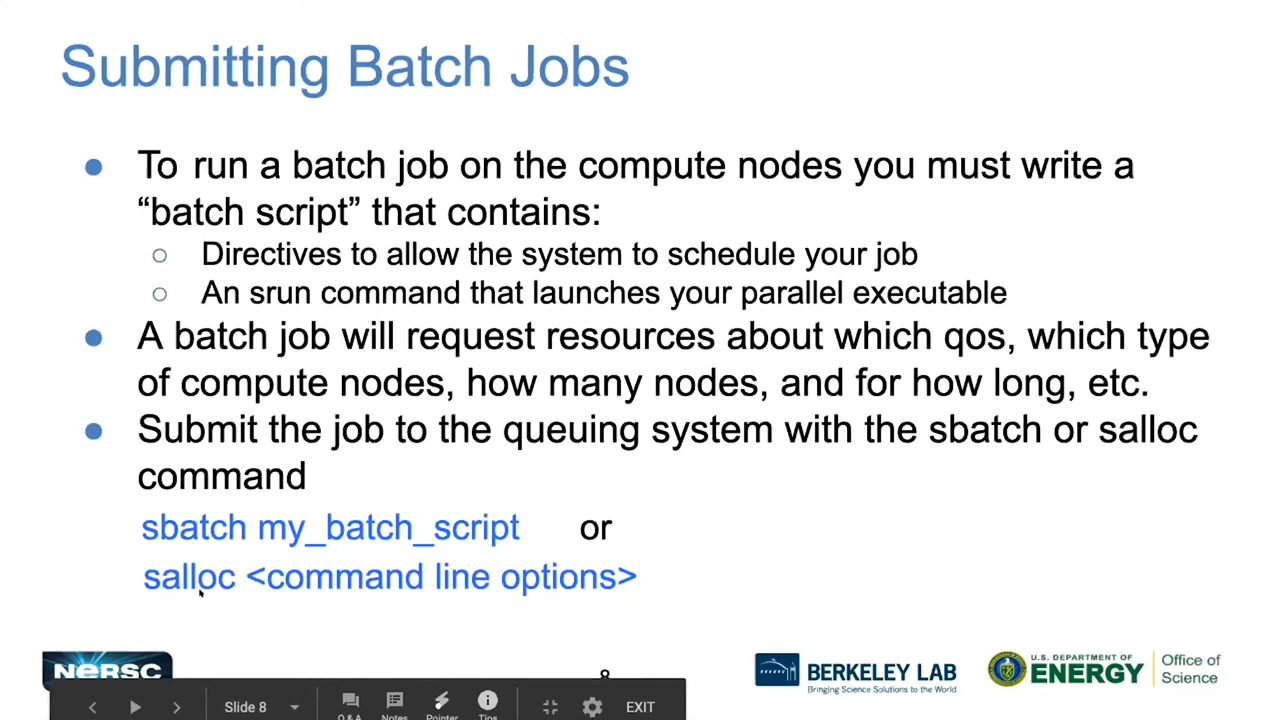 Submitting Batch Jobs
● To run a batch job on the compute nodes you must write a
“batch script” that contains:
○ Directives to allow the system to schedule your job
○ An srun command that launches your parallel executable
● A batch job will request resources about which qos, which type
of compute nodes, how many nodes, and for how long, etc.
● Submit the job to the queuing system with the sbatch or salloc
command
sbatch my_batch_script or
salloc <command line options>
NERSC
8
BERKELEY LAB
Bringing Science Solutions to the World
U.S. DEPARTMENT OF
ENERGY
Office of
Science
Slide 8
Q & A
Notes
Pointer
Tips
EXIT